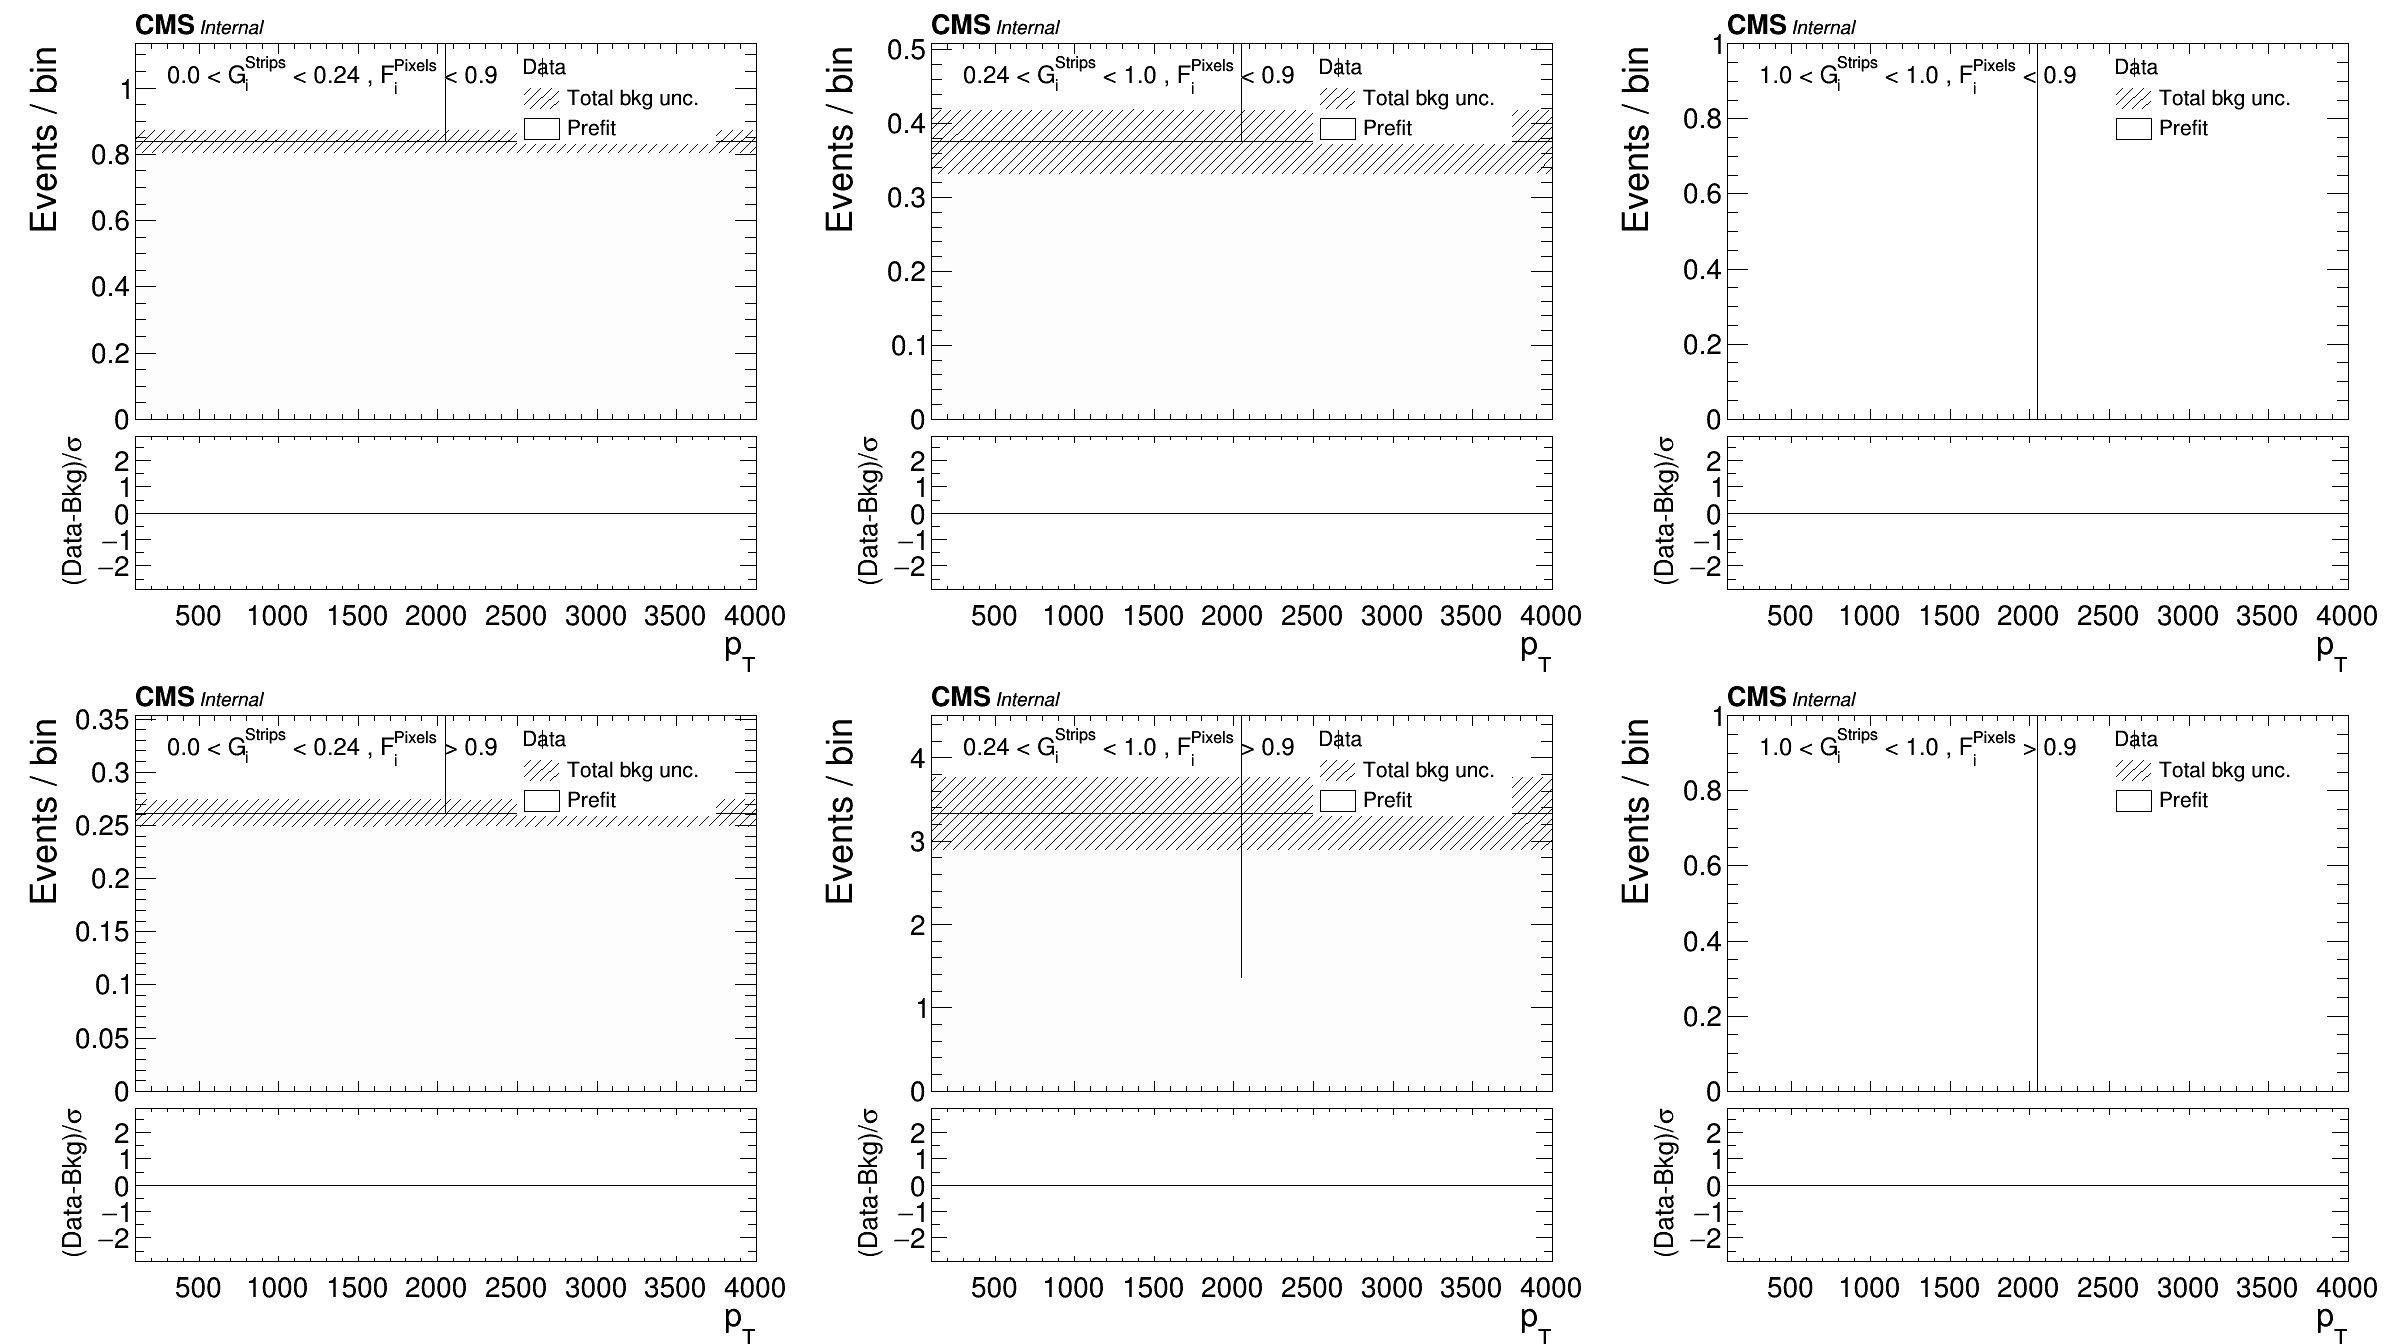 CMS Internal
Events / bin
0.0 < G_i^Strips < 0.24 , F_i^Pixels < 0.9
Data
Total bkg unc.
Prefit
1
0.8
0.6
0.4
0.2
0
(Data-Bkg)/σ
2
1
0
−1
−2
500 1000 1500 2000 2500 3000 3500 4000
p_T
CMS Internal
Events / bin
0.24 < G_i^Strips < 1.0 , F_i^Pixels < 0.9
Data
Total bkg unc.
Prefit
0.5
0.4
0.3
0.2
0.1
0
(Data-Bkg)/σ
2
1
0
−1
−2
500 1000 1500 2000 2500 3000 3500 4000
p_T
CMS Internal
Events / bin
1.0 < G_i^Strips < 1.0 , F_i^Pixels < 0.9
Data
Total bkg unc.
Prefit
1
0.8
0.6
0.4
0.2
0
(Data-Bkg)/σ
2
1
0
−1
−2
500 1000 1500 2000 2500 3000 3500 4000
p_T
CMS Internal
Events / bin
0.0 < G_i^Strips < 0.24 , F_i^Pixels > 0.9
Data
Total bkg unc.
Prefit
0.35
0.3
0.25
0.2
0.15
0.1
0.05
0
(Data-Bkg)/σ
2
1
0
−1
−2
500 1000 1500 2000 2500 3000 3500 4000
p_T
CMS Internal
Events / bin
0.24 < G_i^Strips < 1.0 , F_i^Pixels > 0.9
Data
Total bkg unc.
Prefit
4
3
2
1
0
(Data-Bkg)/σ
2
1
0
−1
−2
500 1000 1500 2000 2500 3000 3500 4000
p_T
CMS Internal
Events / bin
1.0 < G_i^Strips < 1.0 , F_i^Pixels > 0.9
Data
Total bkg unc.
Prefit
1
0.8
0.6
0.4
0.2
0
(Data-Bkg)/σ
2
1
0
−1
−2
500 1000 1500 2000 2500 3000 3500 4000
p_T